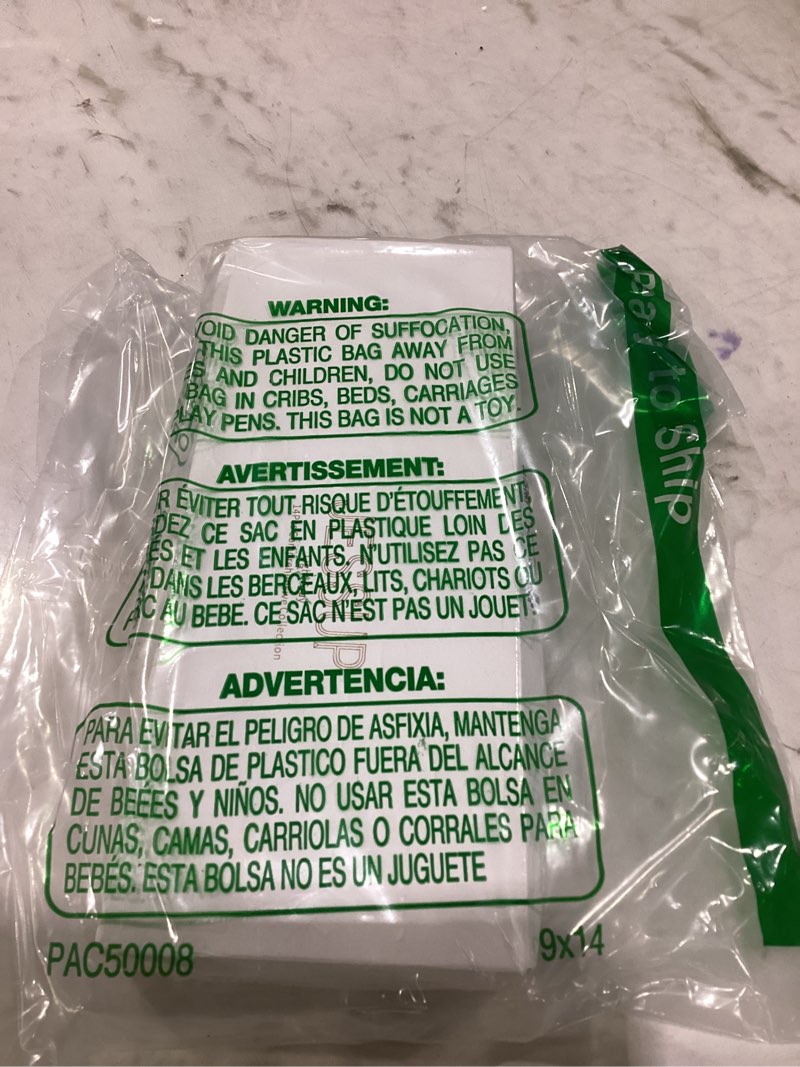 WARNING:
VOID DANGER OF SUFFOCATION,
THIS PLASTIC BAG AWAY FROM
AND CHILDREN, DO NOT USE
BAG IN CRIBS, BEDS, CARRIAGES
LAY PENS. THIS BAG IS NOT A TOY.
AVERTISSEMENT:
R ÉVITER TOUT RISQUE D'ÉTOUFFEMENT,
DEZ CE SAC EN PLASTIQUE LOIN DES
ÉS ET LES ENFANTS. N'UTILISEZ PAS CE
DANS LES BERCEAUX, LITS, CHARIOTS OU
C AU BEBE. CE SAC N'EST PAS UN JOUET.
ADVERTENCIA:
PARA EVITAR EL PELIGRO DE ASFIXIA, MANTENGA
ESTA BOLSA DE PLASTICO FUERA DEL ALCANCE
DE BEÉES Y NIÑOS. NO USAR ESTA BOLSA EN
CUNAS, CAMAS, CARRIOLAS O CORRALES PARA
BEBÉS. ESTA BOLSA NO ES UN JUGUETE
PAC50008
9x14
to Ship
JESSUP